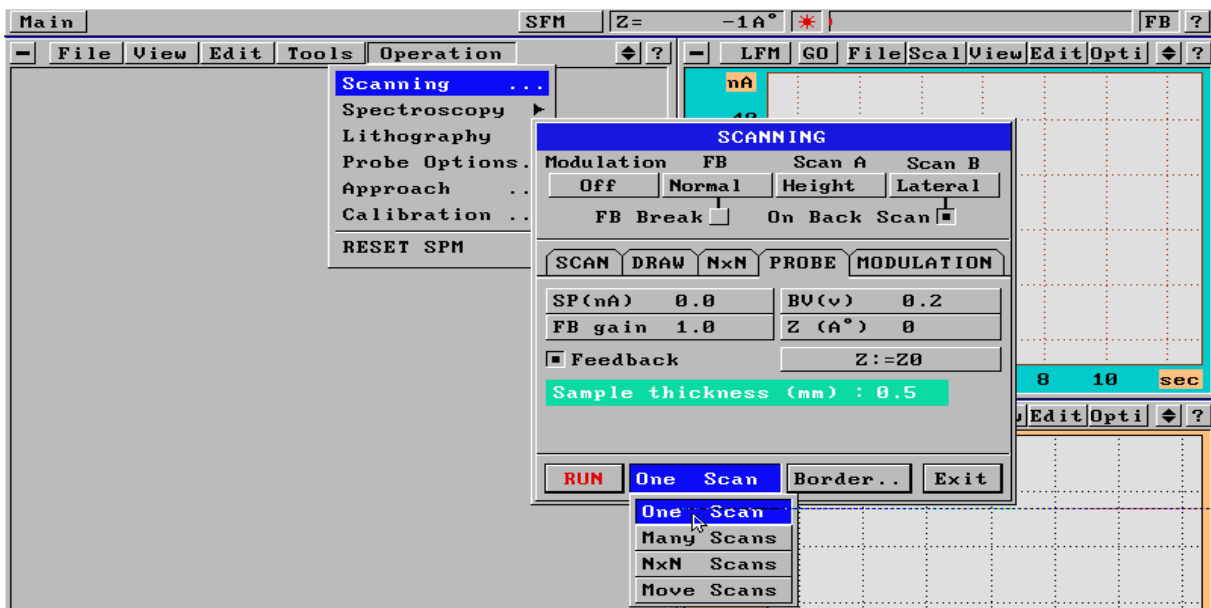 Main SFM Z= -1A° FB ?
− File View Edit Tools Operation ?
− LFM GO File Scal View Edit Opti ?
Scanning ...
Spectroscopy
Lithography
Probe Options.
Approach ..
Calibration ..
RESET SPM
nA
SCANNING
Modulation FB Scan A Scan B
Off Normal Height Lateral
FB Break On Back Scan
SCAN DRAW NxN PROBE MODULATION
SP(nA) 0.0 BV(v) 0.2
FB gain 1.0 Z (A°) 0
Feedback Z:=Z0
Sample thickness (mm) : 0.5
RUN One Scan Border.. Exit
One Scan
Many Scans
NxN Scans
Move Scans
8 10 sec
Edit Opti ?